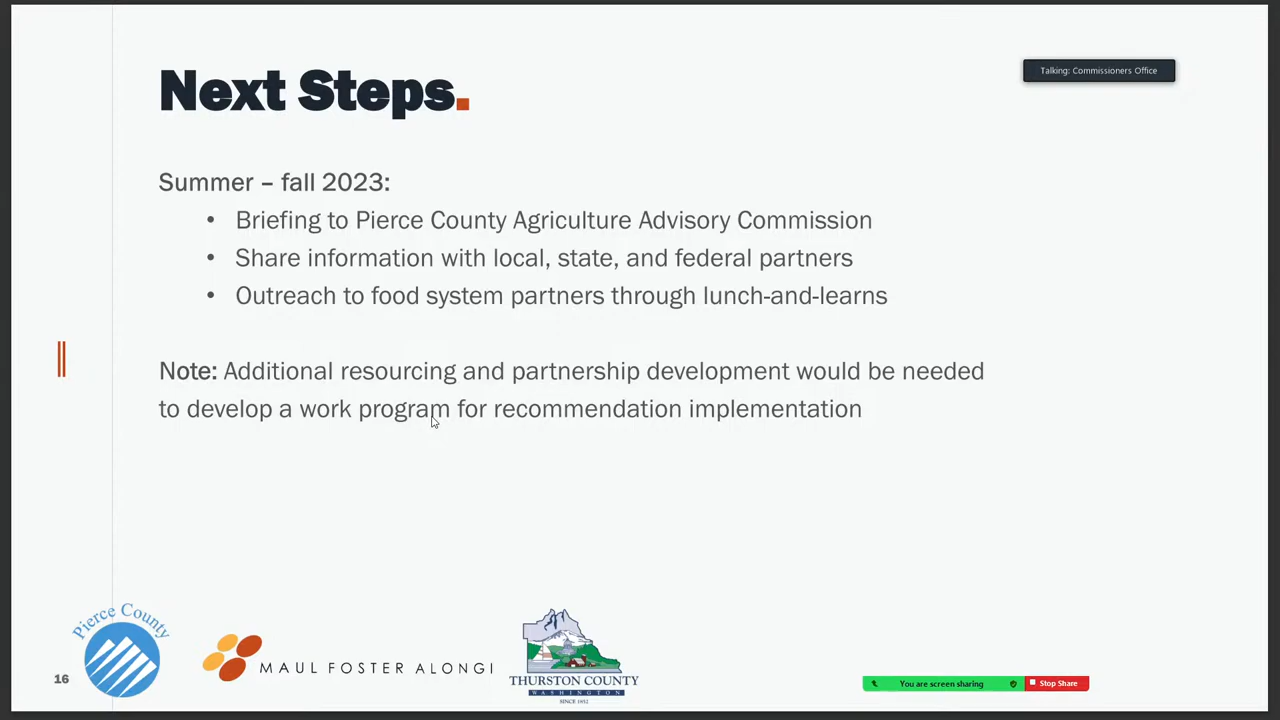 Next Steps.
Talking: Commissioners Office
Summer – fall 2023:
• Briefing to Pierce County Agriculture Advisory Commission
• Share information with local, state, and federal partners
• Outreach to food system partners through lunch-and-learns
Note: Additional resourcing and partnership development would be needed
to develop a work program for recommendation implementation
16
Pierce County
MAUL FOSTER ALONGI
THURSTON COUNTY
WASHINGTON
SINCE 1852
You are screen sharing
Stop Share